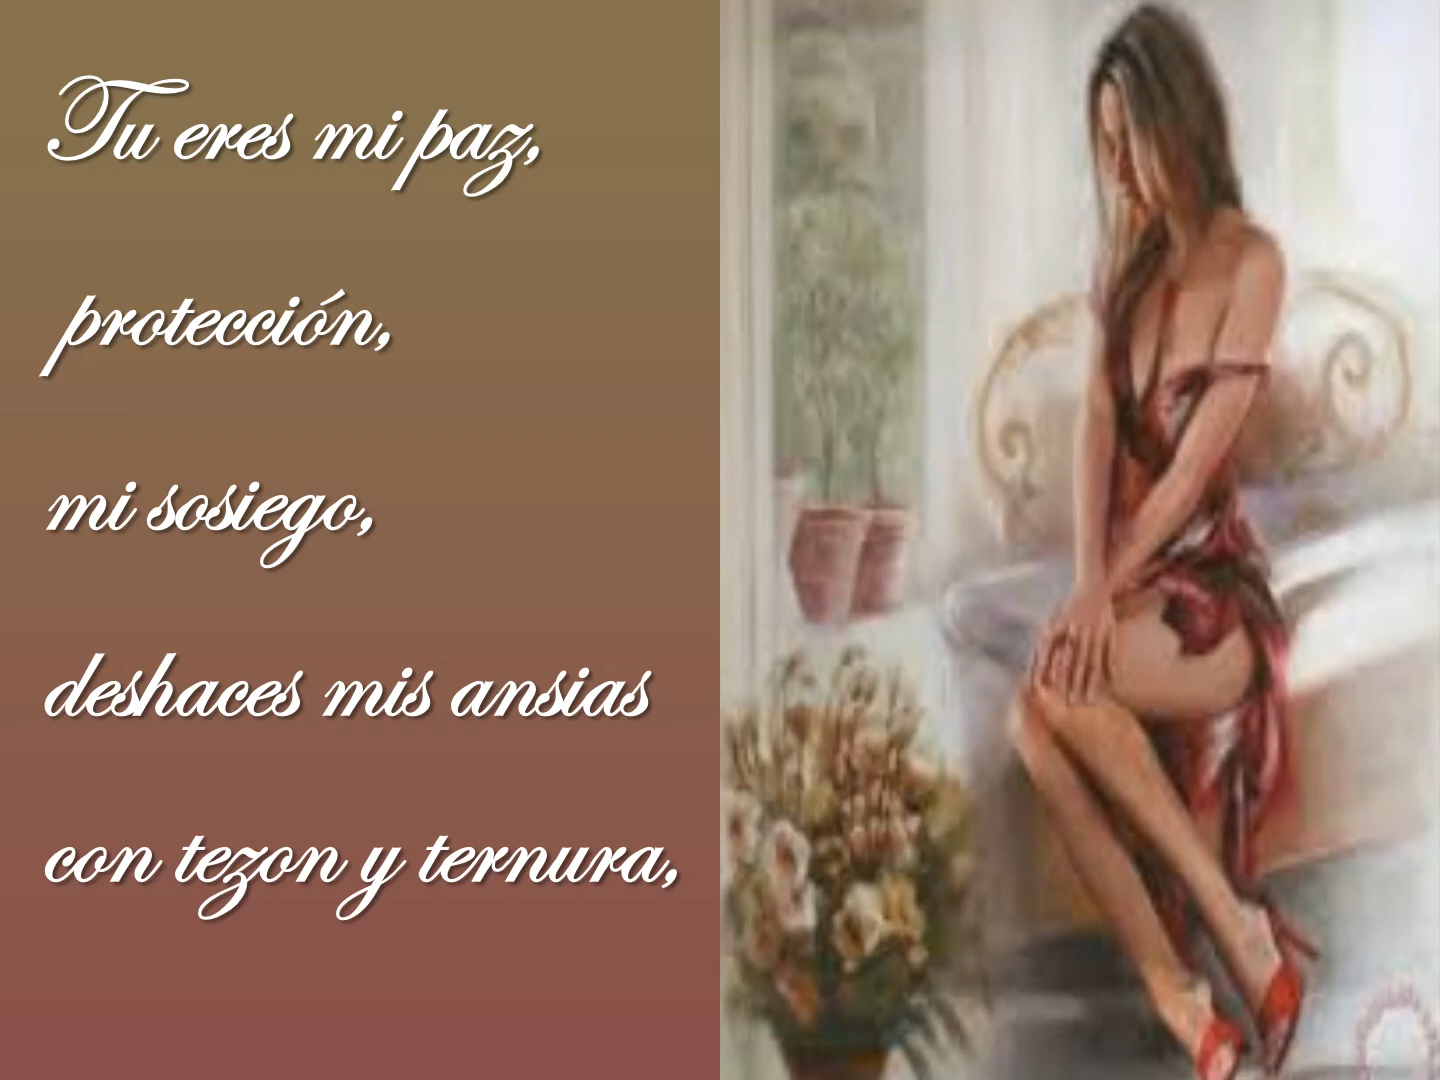 Tu eres mi paz,
protección,
mi sosiego,
deshaces mis ansias
con tezon y ternura,